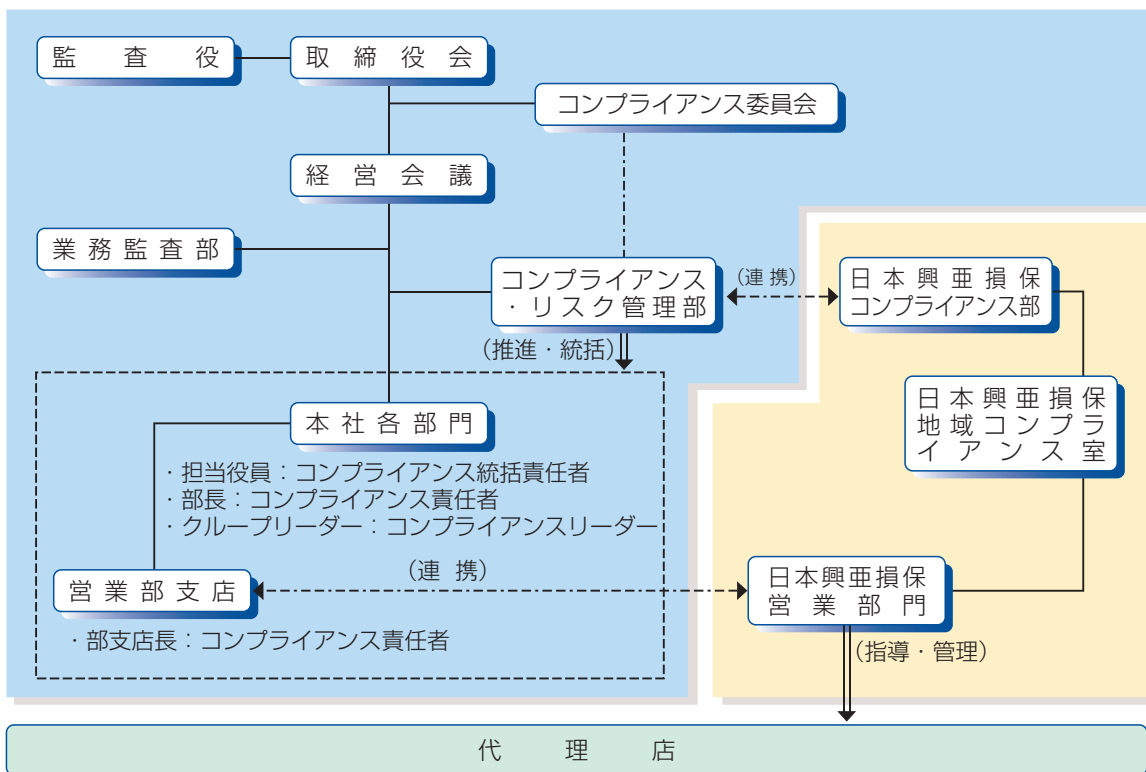 監査役
取締役会
コンプライアンス委員会
経営会議
業務監査部
コンプライアンス
・リスク管理部
(連携)
日本興亜損保
コンプライアンス部
(推進・統括)
日本興亜損保
地域コンプラ
イアンス室
本社各部門
・担当役員：コンプライアンス統括責任者
・部長：コンプライアンス責任者
・クループリーダー：コンプライアンスリーダー
営業部支店
(連携)
日本興亜損保
営業部門
・部支店長：コンプライアンス責任者
(指導・管理)
代理店